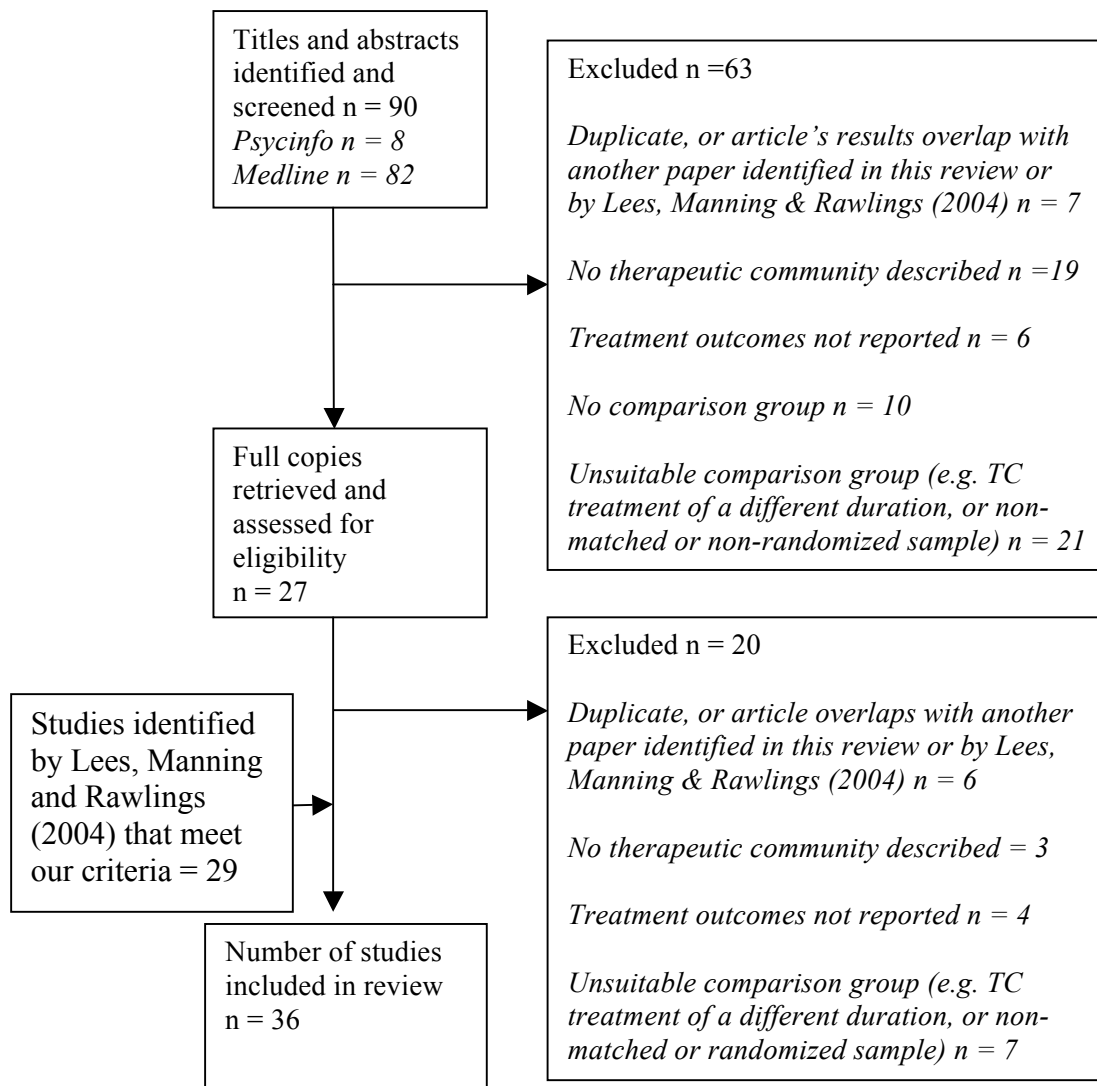 Titles and abstracts
identified and
screened n = 90
Psycinfo n = 8
Medline n = 82
Excluded n =63
Duplicate, or article’s results overlap with
another paper identified in this review or
by Lees, Manning & Rawlings (2004) n = 7
No therapeutic community described n =19
Treatment outcomes not reported n = 6
No comparison group n = 10
Unsuitable comparison group (e.g. TC
treatment of a different duration, or non-
matched or non-randomized sample) n = 21
Full copies
retrieved and
assessed for
eligibility
n = 27
Excluded n = 20
Duplicate, or article overlaps with another
paper identified in this review or by Lees,
Manning & Rawlings (2004) n = 6
No therapeutic community described = 3
Treatment outcomes not reported n = 4
Unsuitable comparison group (e.g. TC
treatment of a different duration, or non-
matched or randomized sample) n = 7
Studies identified
by Lees, Manning
and Rawlings
(2004) that meet
our criteria = 29
Number of studies
included in review
n = 36